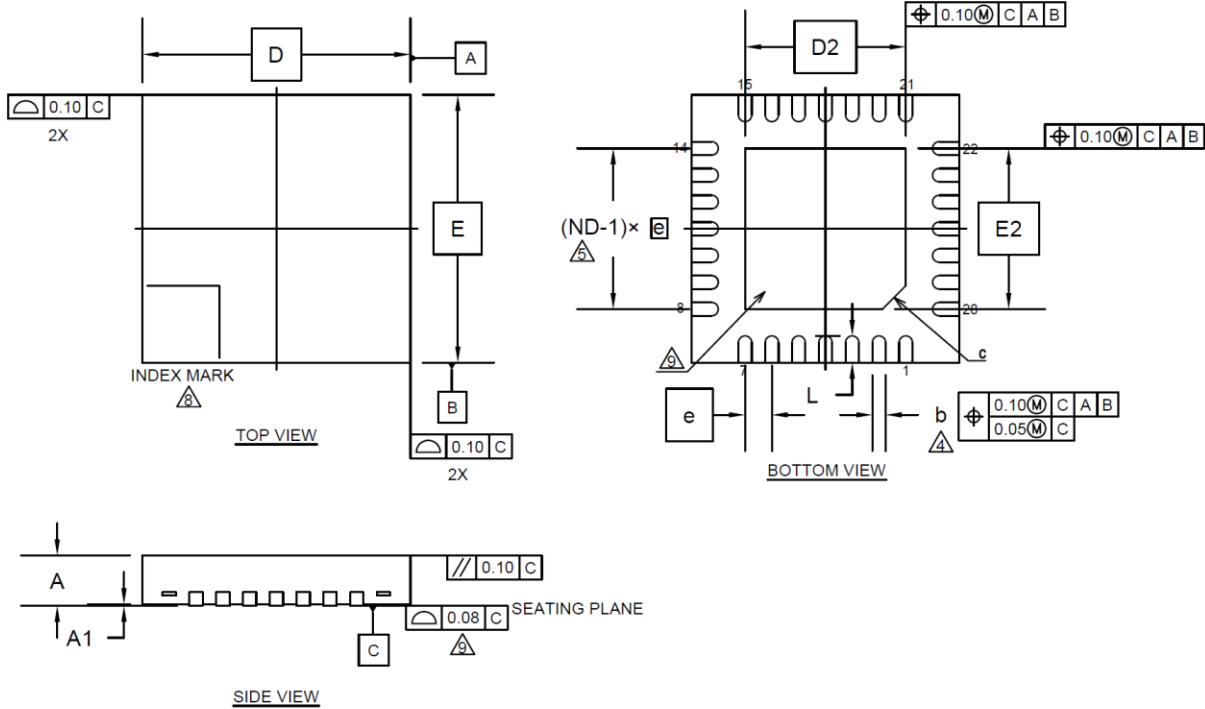 D
A
0.10 C
2X
E
INDEX MARK
8
B
0.10 C
2X
TOP VIEW
0.10 Ⓜ C A B
D2
15
21
0.10 Ⓜ C A B
14
22
(ND-1)× e
5
E2
8
28
9
7
1
c
e
L
b
4
0.10 Ⓜ C A B
0.05 Ⓜ C
BOTTOM VIEW
A
A1
// 0.10 C
0.08 C
SEATING PLANE
9
C
SIDE VIEW